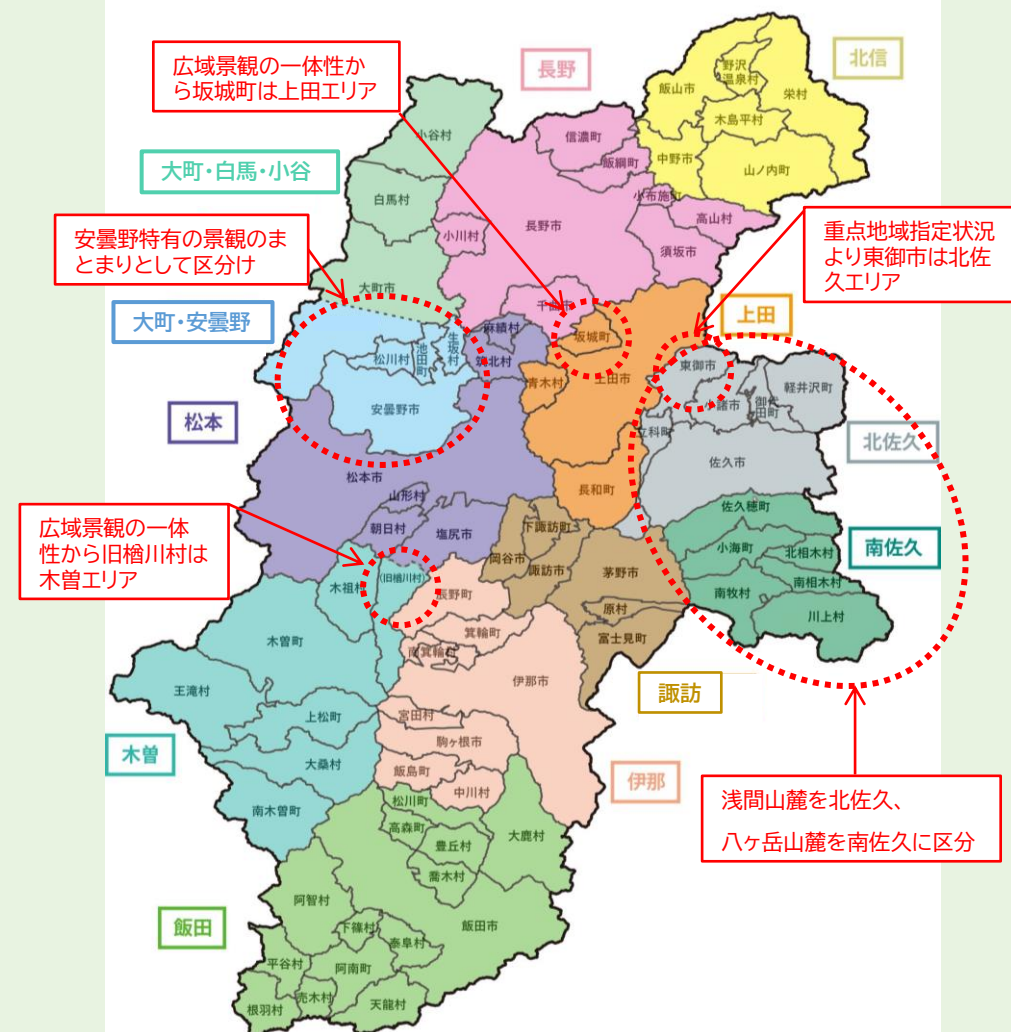 広域景観の一体性か
ら坂城町は上田エリア
長野
北信
野沢
温泉村
飯山市
栄村
木島平村
中野市
山ノ内町
小谷村
信濃町
飯綱町
大町・白馬・小谷
白馬村
小布施町
高山村
長野市
小川村
須坂市
安曇野特有の景観のま
とまりとして区分け
重点地域指定状況
より東御市は北佐
久エリア
大町市
千曲市
上田
大町・安曇野
麻績村
坂城町
生坂村
池田町
松川村
筑北村
東御市
青木村
上田市
軽井沢町
安曇野市
小諸市
御代
田町
松本
立科町
北佐久
佐久市
松本市
長和町
山形村
佐久穂町
朝日村
塩尻市
下諏訪町
広域景観の一体
性から旧楢川村は
木曽エリア
岡谷市
諏訪市
茅野市
小海町
北相木村
南佐久
木祖村
(旧楢川村)
辰野町
南牧村
南相木村
原村
川上村
箕輪町
富士見町
木曽町
南箕輪村
伊那市
王滝村
諏訪
上松町
宮田村
駒ヶ根市
木曽
大桑村
飯島町
伊那
中川村
浅間山麓を北佐久、
八ヶ岳山麓を南佐久に区分
南木曽町
松川町
高森町
大鹿村
豊丘村
喬木村
阿智村
飯田
下篠村
飯田市
泰阜村
平谷村
阿南町
売木村
天龍村
根羽村